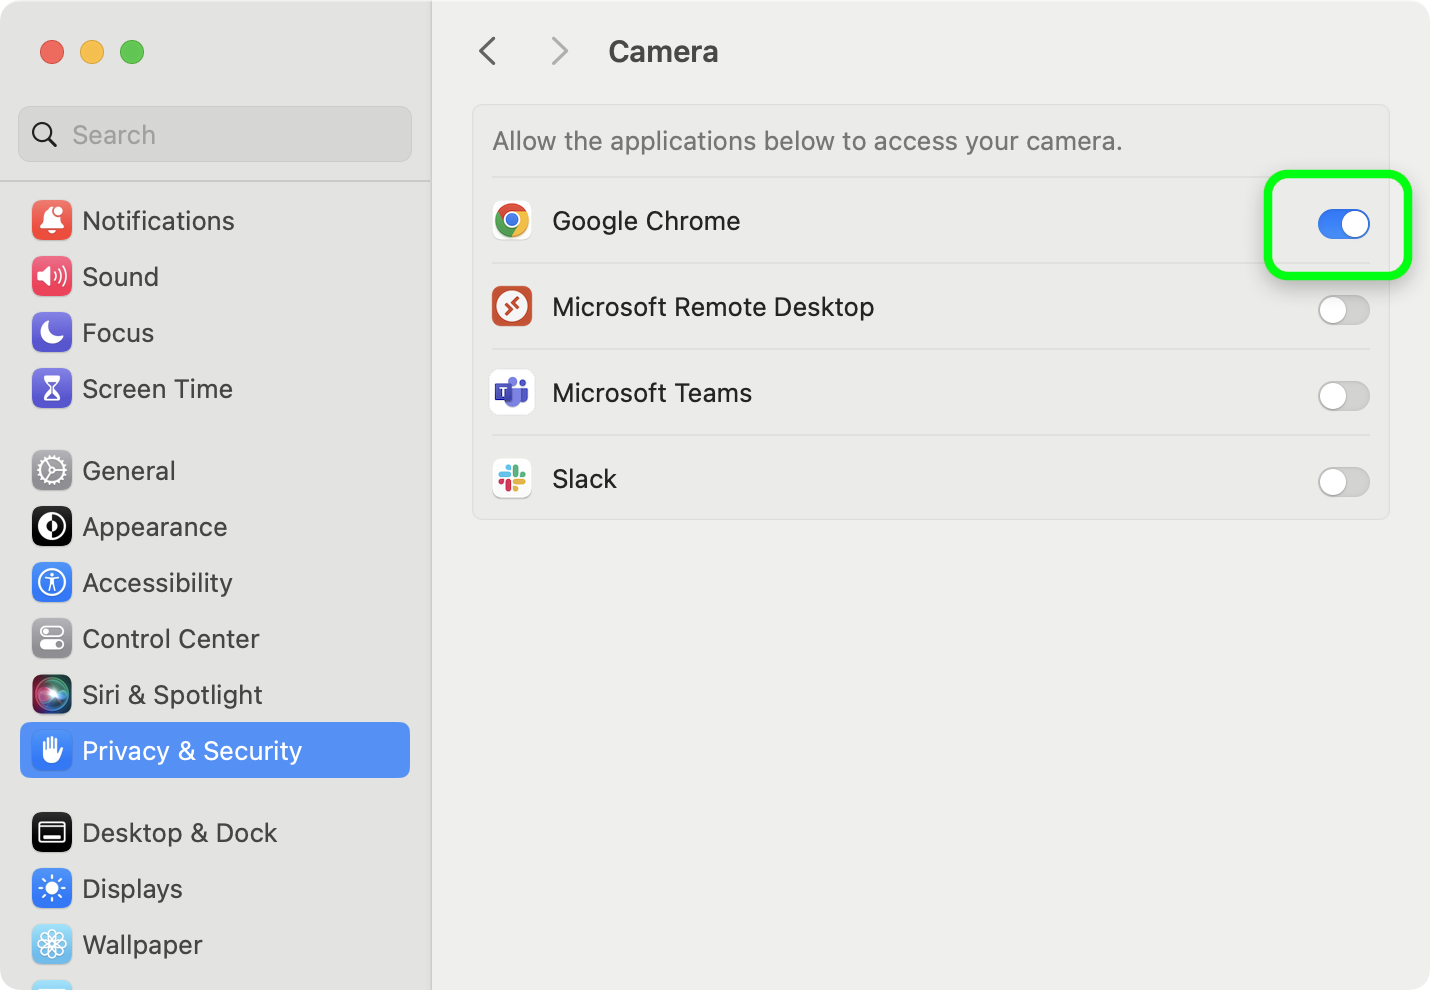 Search
Notifications
Sound
Focus
Screen Time
General
Appearance
Accessibility
Control Center
Siri & Spotlight
Privacy & Security
Desktop & Dock
Displays
Wallpaper
Camera
Allow the applications below to access your camera.
Google Chrome
Microsoft Remote Desktop
Microsoft Teams
Slack